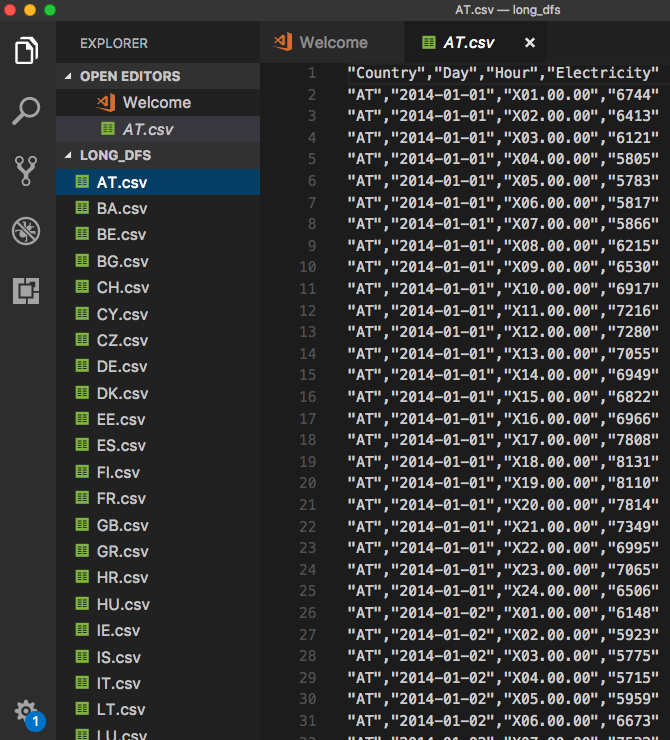 AT.csv — long_dfs
EXPLORER
OPEN EDITORS
Welcome
AT.csv
LONG_DFS
AT.csv
BA.csv
BE.csv
BG.csv
CH.csv
CY.csv
CZ.csv
DE.csv
DK.csv
EE.csv
ES.csv
FI.csv
FR.csv
GB.csv
GR.csv
HR.csv
HU.csv
IE.csv
IS.csv
IT.csv
LT.csv
LU.csv
1
Welcome
AT.csv
1 "Country","Day","Hour","Electricity"
2 "AT","2014-01-01","X01.00.00","6744"
3 "AT","2014-01-01","X02.00.00","6413"
4 "AT","2014-01-01","X03.00.00","6121"
5 "AT","2014-01-01","X04.00.00","5805"
6 "AT","2014-01-01","X05.00.00","5783"
7 "AT","2014-01-01","X06.00.00","5817"
8 "AT","2014-01-01","X07.00.00","5866"
9 "AT","2014-01-01","X08.00.00","6215"
10 "AT","2014-01-01","X09.00.00","6530"
11 "AT","2014-01-01","X10.00.00","6917"
12 "AT","2014-01-01","X11.00.00","7216"
13 "AT","2014-01-01","X12.00.00","7280"
14 "AT","2014-01-01","X13.00.00","7055"
15 "AT","2014-01-01","X14.00.00","6949"
16 "AT","2014-01-01","X15.00.00","6822"
17 "AT","2014-01-01","X16.00.00","6966"
18 "AT","2014-01-01","X17.00.00","7808"
19 "AT","2014-01-01","X18.00.00","8131"
20 "AT","2014-01-01","X19.00.00","8110"
21 "AT","2014-01-01","X20.00.00","7814"
22 "AT","2014-01-01","X21.00.00","7349"
23 "AT","2014-01-01","X22.00.00","6995"
24 "AT","2014-01-01","X23.00.00","7065"
25 "AT","2014-01-01","X24.00.00","6506"
26 "AT","2014-01-02","X01.00.00","6148"
27 "AT","2014-01-02","X02.00.00","5923"
28 "AT","2014-01-02","X03.00.00","5775"
29 "AT","2014-01-02","X04.00.00","5715"
30 "AT","2014-01-02","X05.00.00","5959"
31 "AT","2014-01-02","X06.00.00","6673"